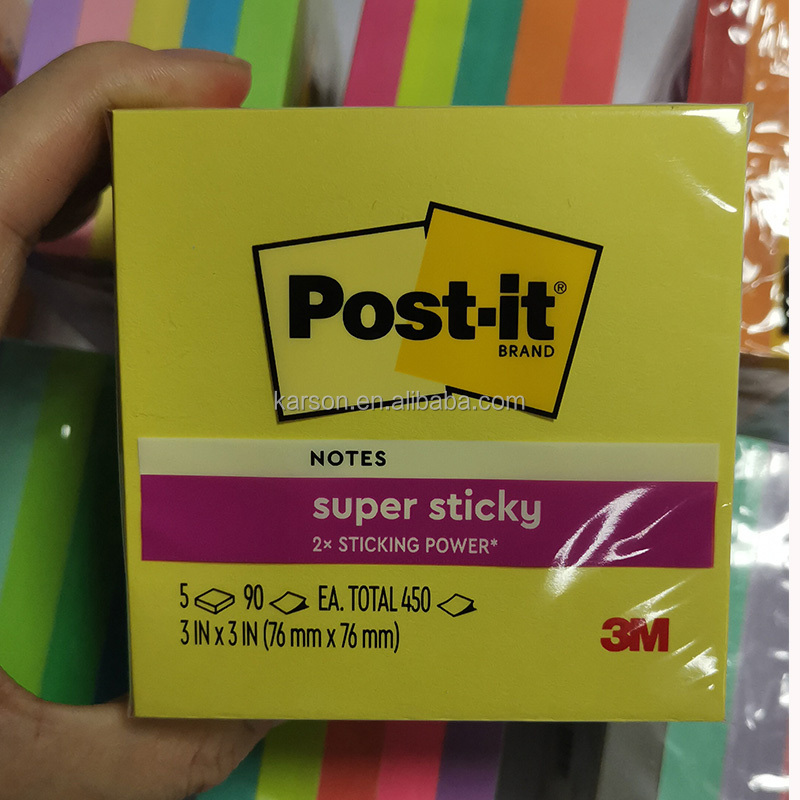 Post-it®
BRAND
karson.en.alibaba.com
NOTES
super sticky
2x STICKING POWER*
5 90 EA. TOTAL 450
3 IN x 3 IN (76 mm x 76 mm)
3M